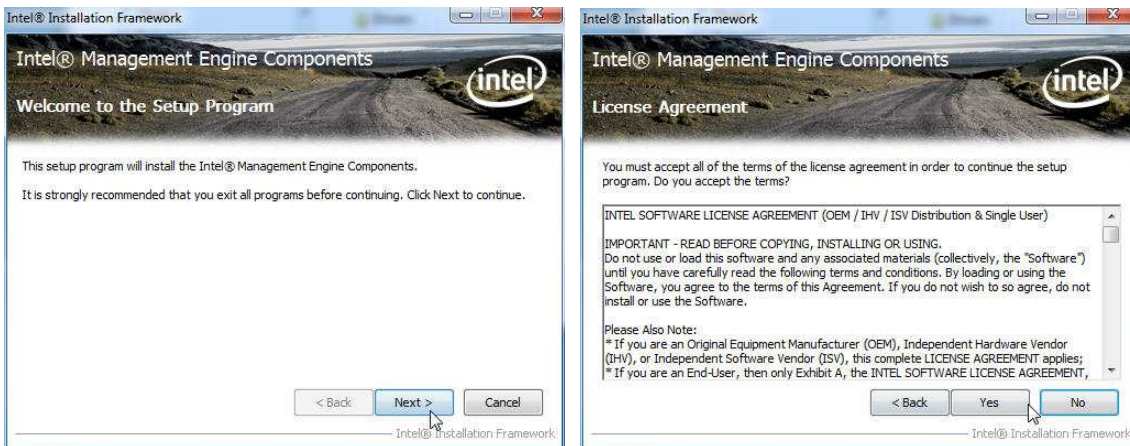 Intel® Installation Framework
Intel® Management Engine Components
intel
Welcome to the Setup Program
This setup program will install the Intel® Management Engine Components.
It is strongly recommended that you exit all programs before continuing. Click Next to continue.
< Back
Next >
Cancel
Intel® Installation Framework
Intel® Installation Framework
Intel® Management Engine Components
intel
License Agreement
You must accept all of the terms of the license agreement in order to continue the setup
program. Do you accept the terms?
INTEL SOFTWARE LICENSE AGREEMENT (OEM / IHV / ISV Distribution & Single User)
IMPORTANT - READ BEFORE COPYING, INSTALLING OR USING.
Do not use or load this software and any associated materials (collectively, the "Software")
until you have carefully read the following terms and conditions. By loading or using the
Software, you agree to the terms of this Agreement. If you do not wish to so agree, do not
install or use the Software.
Please Also Note:
* If you are an Original Equipment Manufacturer (OEM), Independent Hardware Vendor
(IHV), or Independent Software Vendor (ISV), this complete LICENSE AGREEMENT applies;
* If you are an End-User, then only Exhibit A, the INTEL SOFTWARE LICENSE AGREEMENT,
< Back
Yes
No
Intel® Installation Framework